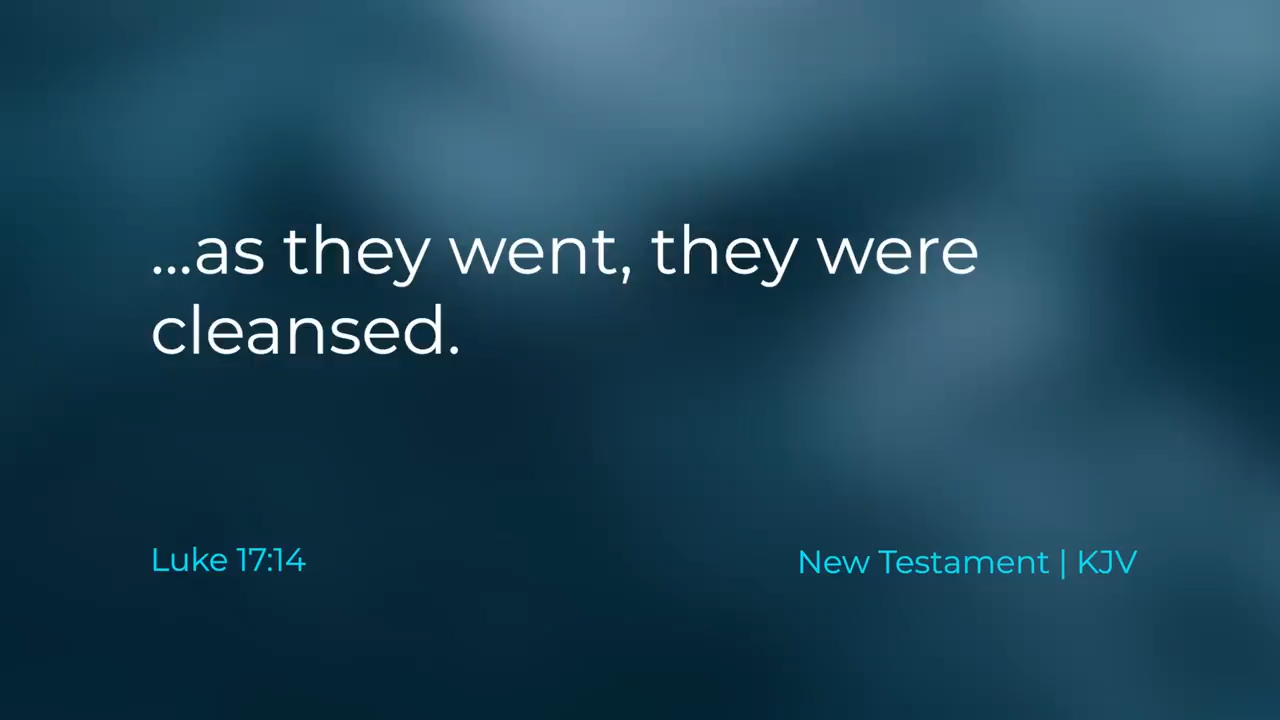 ...as they went, they were
cleansed.
Luke 17:14
New Testament | KJV